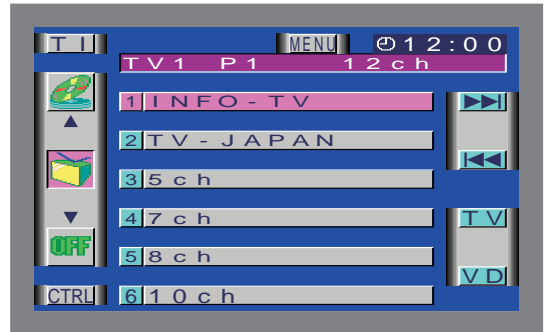 TI MENU 12:00
TV1 P1 12ch
1 INFO-TV
2 TV-JAPAN
3 5ch
4 7ch TV
OFF
5 8ch
VD
CTRL 6 10ch